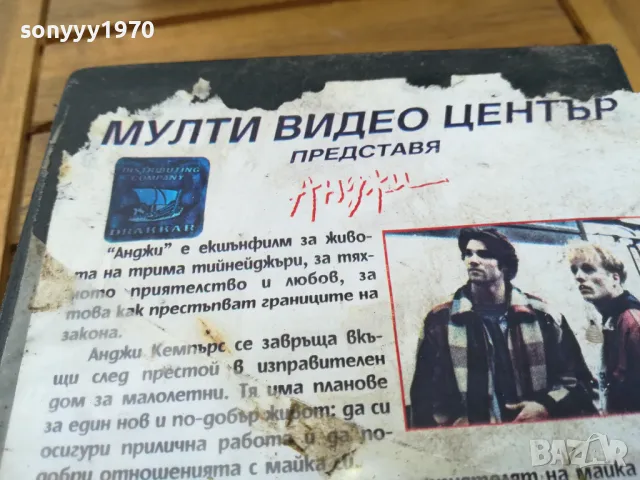 sonyyy1970
МУЛТИ ВИДЕО ЦЕНТЪР
ПРЕДСТАВЯ
Анджи
DISTRIBUTING
COMPANY
DRAKKAR
"Анджи" е екшънфилм за живо-
та на трима тийнейджъри, за тях-
ното приятелство и любов, за
това как престъпват границите на
закона.
Анджи Кемпърс се завръща вкъ-
щи след престой в изправителен
дом за малолетни. Тя има планове
за един нов и по-добър живот: да си
осигури прилична работа и да по-
добри отношенията с майка си.
приятелят на майка
BAZAR